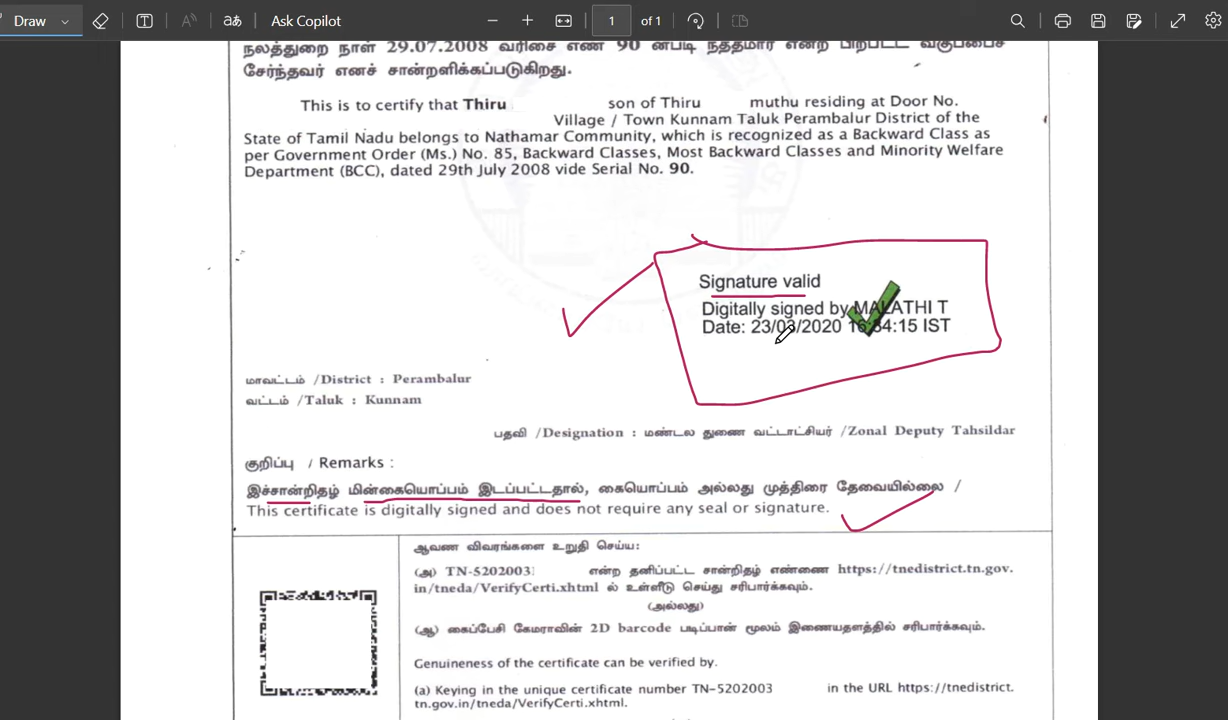 Draw
T
aあ
Ask Copilot
1
of 1
நலத்துறை நாள் 29.07.2008 வரிசை எண் 90 ன்படி நத்தமார் என்ற பிற்பட்ட வகுப்பைச்
சேர்ந்தவர் எனச் சான்றளிக்கப்படுகிறது.
This is to certify that Thiru son of Thiru muthu residing at Door No.
Village / Town Kunnam Taluk Perambalur District of the
State of Tamil Nadu belongs to Nathamar Community, which is recognized as a Backward Class as
per Government Order (Ms.) No. 85, Backward Classes, Most Backward Classes and Minority Welfare
Department (BCC), dated 29th July 2008 vide Serial No. 90.
Signature valid
Digitally signed by MALATHI T
Date: 23/03/2020 16:54:15 IST
மாவட்டம் /District : Perambalur
வட்டம் /Taluk : Kunnam
பதவி /Designation : மண்டல துணை வட்டாட்சியர் /Zonal Deputy Tahsildar
குறிப்பு / Remarks :
இச்சான்றிதழ் மின்கையொப்பம் இடப்பட்டதால், கையொப்பம் அல்லது முத்திரை தேவையில்லை /
This certificate is digitally signed and does not require any seal or signature.
ஆவண விவரங்களை உறுதி செய்ய:
(அ) TN-5202003 என்ற தனிப்பட்ட சான்றிதழ் எண்ணை https://tnedistrict.tn.gov.
in/tneda/VerifyCerti.xhtml ல் உள்ளீடு செய்து சரிபார்க்கவும்.
(அல்லது)
(ஆ) கைப்பேசி கேமராவின் 2D barcode படிப்பான் மூலம் இணையதளத்தில் சரிபார்க்கவும்.
Genuineness of the certificate can be verified by.
(a) Keying in the unique certificate number TN-5202003 in the URL https://tnedistrict.
tn.gov.in/tneda/VerifyCerti.xhtml.